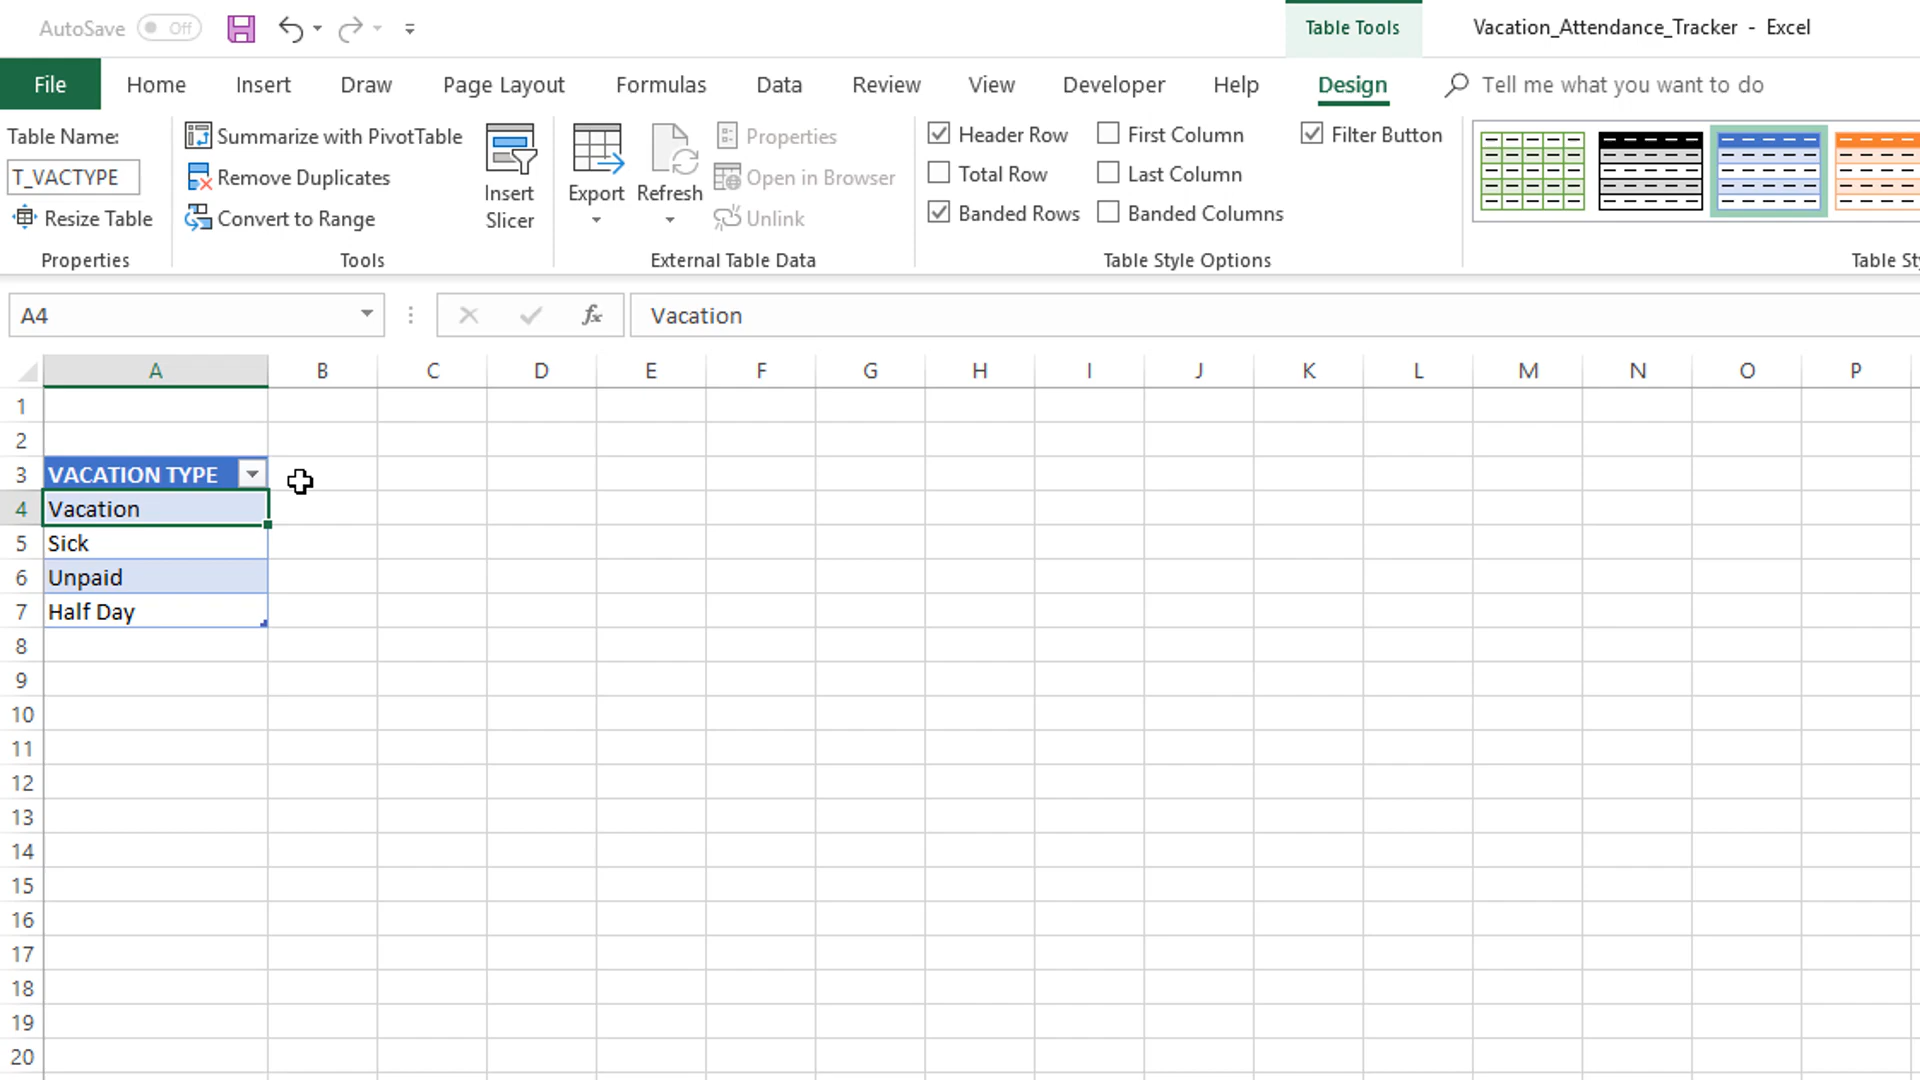 AutoSave Off Table Tools Vacation_Attendance_Tracker - Excel
File Home Insert Draw Page Layout Formulas Data Review View Developer Help Design Tell me what you want to do
Table Name:
T_VACTYPE
Resize Table
Properties
Summarize with PivotTable
Remove Duplicates
Convert to Range
Insert
Slicer
Tools
Export
Refresh
Properties
Open in Browser
Unlink
External Table Data
Header Row First Column Filter Button
Total Row Last Column
Banded Rows Banded Columns
Table Style Options
Table St
A4 fx Vacation
A B C D E F G H I J K L M N O P
1
2
3 VACATION TYPE
4 Vacation
5 Sick
6 Unpaid
7 Half Day
8
9
10
11
12
13
14
15
16
17
18
19
20